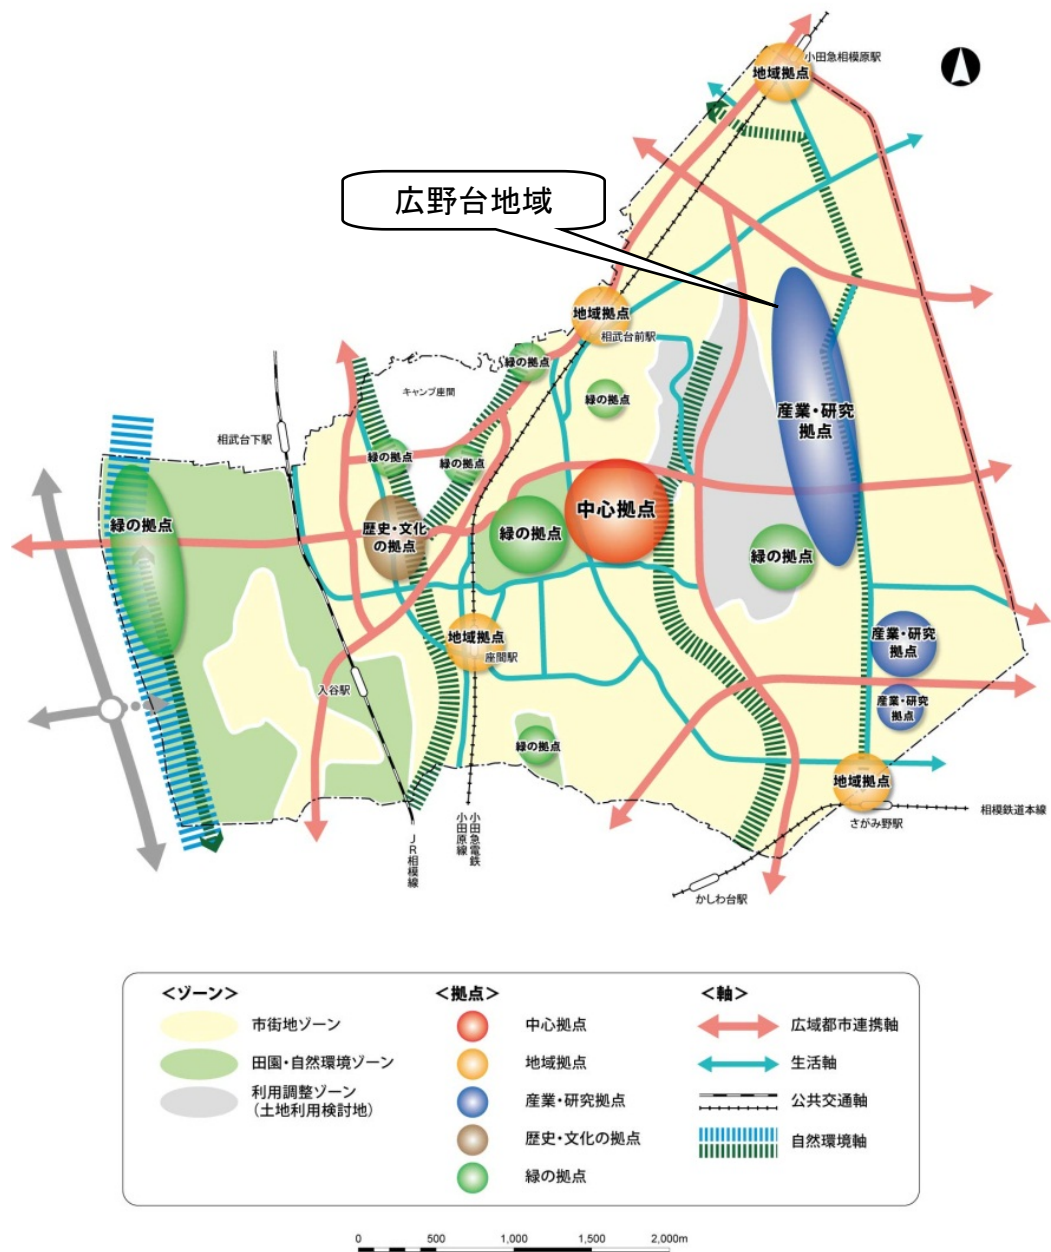 小田急相模原駅
地域拠点
広野台地域
地域拠点
相武台前駅
緑の拠点
キャンプ座間
緑の拠点
産業・研究
拠点
相武台下駅
緑の拠点
緑の拠点
中心拠点
緑の拠点
歴史・文化
の拠点
緑の拠点
緑の拠点
地域拠点
座間駅
産業・研究
拠点
入谷駅
産業・研究
拠点
緑の拠点
地域拠点
さがみ野駅
相模鉄道本線
小田急電鉄
小田原線
JR相模線
かしわ台駅
<ゾーン>
市街地ゾーン
田園・自然環境ゾーン
利用調整ゾーン
(土地利用検討地)
<拠点>
中心拠点
地域拠点
産業・研究拠点
歴史・文化の拠点
緑の拠点
<軸>
広域都市連携軸
生活軸
公共交通軸
自然環境軸
0 500 1,000 1,500 2,000m